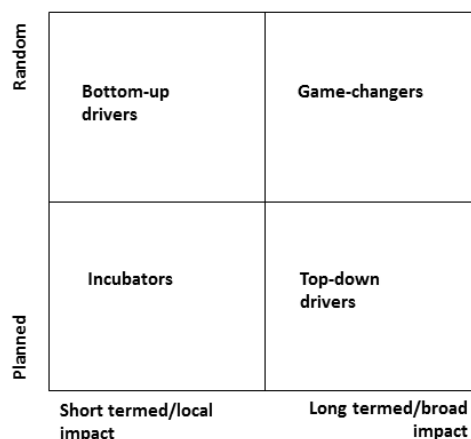 Random
Bottom-up
drivers
Game-changers
Incubators
Top-down
drivers
Planned
Short termed/local
impact
Long termed/broad
impact